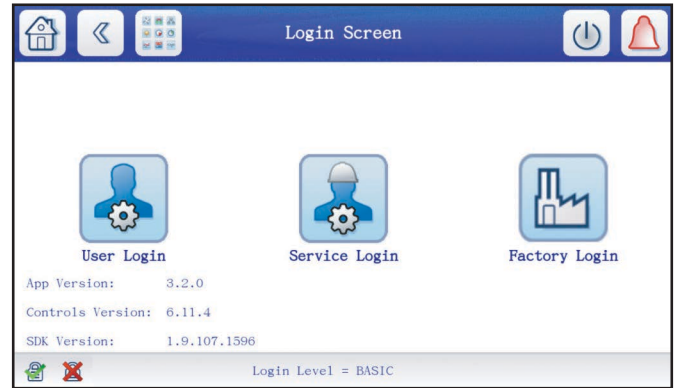 Login Screen
User Login
Service Login
Factory Login
App Version: 3.2.0
Controls Version: 6.11.4
SDK Version: 1.9.107.1596
Login Level = BASIC